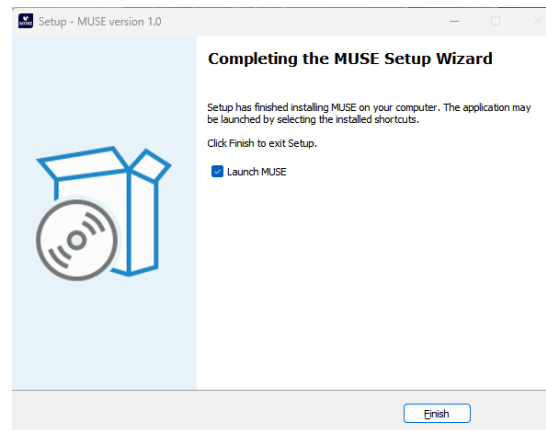 Setup - MUSE version 1.0
Completing the MUSE Setup Wizard
Setup has finished installing MUSE on your computer. The application may
be launched by selecting the installed shortcuts.
Click Finish to exit Setup.
Launch MUSE
Finish